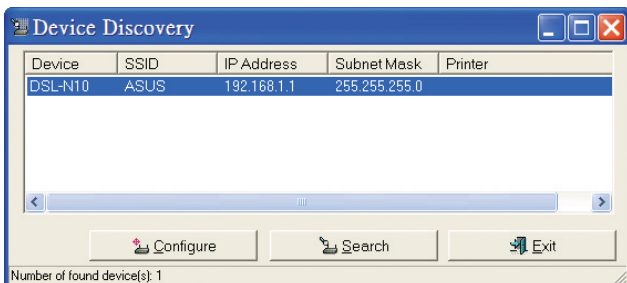 Device Discovery
Device SSID IP Address Subnet Mask Printer
DSL-N10 ASUS 192.168.1.1 255.255.255.0
Configure Search Exit
Number of found device(s): 1